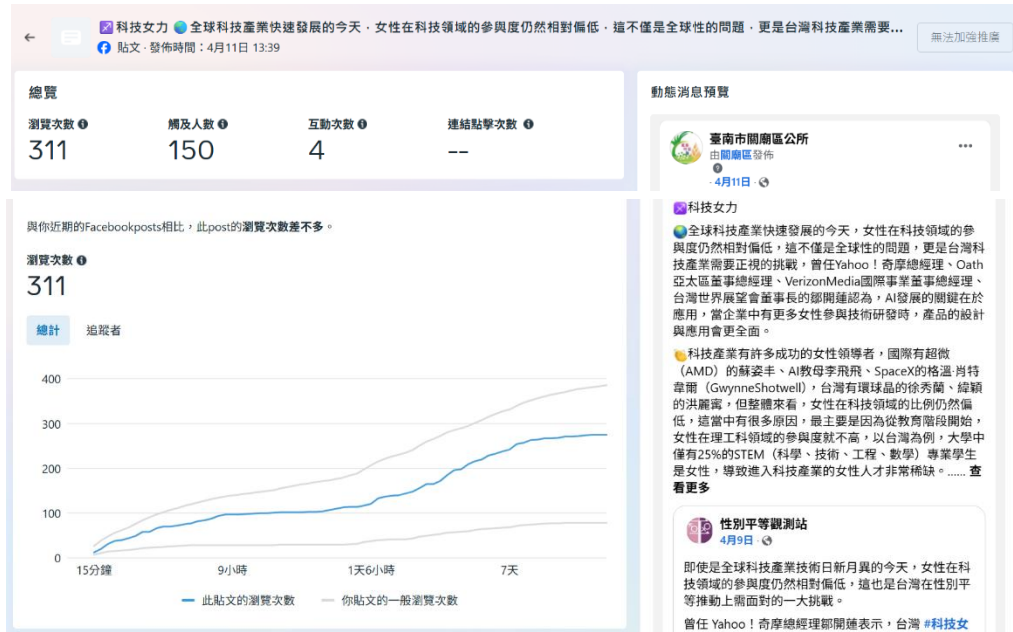 科技女力 全球科技產業快速發展的今天，女性在科技領域的參與度仍然相對偏低，這不僅是全球性的問題，更是台灣科技產業需要...
貼文 · 發佈時間：4月11日 13:39
無法加強推廣
總覽
瀏覽次數
觸及人數
互動次數
連結點擊次數
311
150
4
--
與你近期的Facebookposts相比，此post的瀏覽次數差不多。
瀏覽次數
311
總計
追蹤者
400
300
200
100
0
15分鐘
9小時
1天6小時
7天
此貼文的瀏覽次數
你貼文的一般瀏覽次數
動態消息預覽
臺南市關廟區公所
由關廟區發佈
· 4月11日 ·
科技女力
全球科技產業快速發展的今天，女性在科技領域的參
與度仍然相對偏低，這不僅是全球性的問題，更是台灣科
技產業需要正視的挑戰，曾任Yahoo！奇摩總經理、Oath
亞太區董事總經理、VerizonMedia國際事業董事總經理、
台灣世界展望會董事長的鄒開蓮認為，AI發展的關鍵在於
應用，當企業中有更多女性參與技術研發時，產品的設計
與應用會更全面。
科技產業有許多成功的女性領導者，國際有超微
（AMD）的蘇姿丰、AI教母李飛飛、SpaceX的格溫·肖特
韋爾（GwynneShotwell），台灣有環球晶的徐秀蘭、緯穎
的洪麗寗，但整體來看，女性在科技領域的比例仍然偏
低，這當中有很多原因，最主要是因為從教育階段開始，
女性在理工科領域的參與度就不高，以台灣為例，大學中
僅有25%的STEM（科學、技術、工程、數學）專業學生
是女性，導致進入科技產業的女性人才非常稀缺。...... 查
看更多
性別平等觀測站
4月9日 ·
即使是全球科技產業技術日新月異的今天，女性在科
技領域的參與度仍然相對偏低，這也是台灣在性別平
等推動上需面對的一大挑戰。
曾任 Yahoo！奇摩總經理鄒開蓮表示，台灣 #科技女